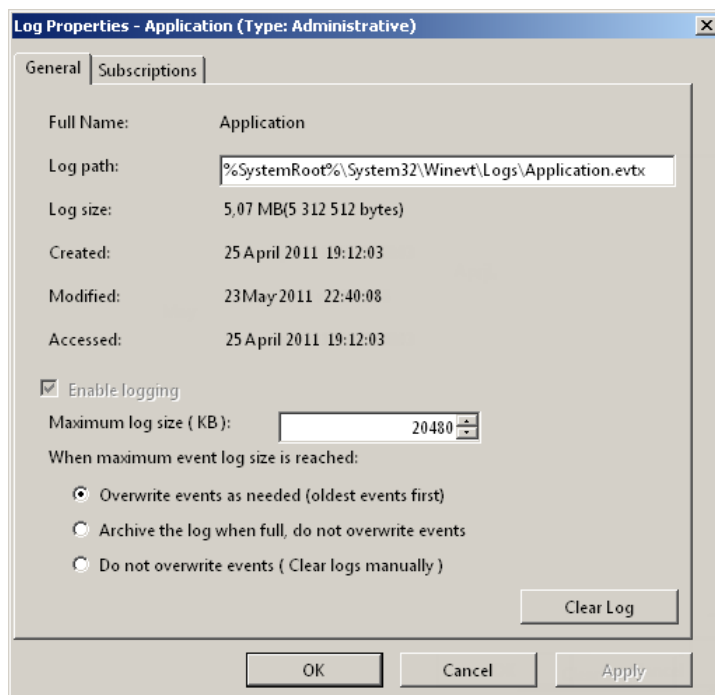 Log Properties - Application (Type: Administrative)
General Subscriptions
Full Name: Application
Log path: %SystemRoot%\System32\Winevt\Logs\Application.evtx
Log size: 5,07 MB(5 312 512 bytes)
Created: 25 April 2011 19:12:03
Modified: 23 May 2011 22:40:08
Accessed: 25 April 2011 19:12:03
Enable logging
Maximum log size ( KB ): 20480
When maximum event log size is reached:
Overwrite events as needed (oldest events first)
Archive the log when full, do not overwrite events
Do not overwrite events ( Clear logs manually )
Clear Log
OK Cancel Apply